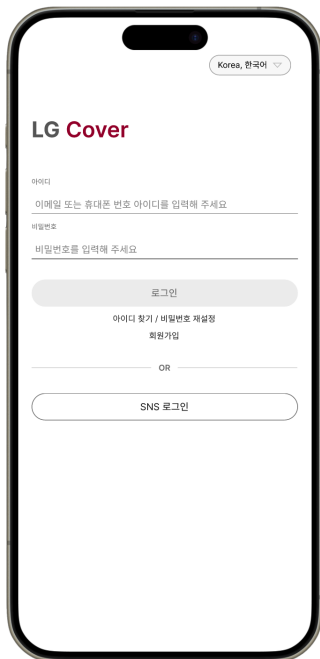 Korea, 한국어
LG Cover
아이디
이메일 또는 휴대폰 번호 아이디를 입력해 주세요
비밀번호
비밀번호를 입력해 주세요
로그인
아이디 찾기 / 비밀번호 재설정
회원가입
OR
SNS 로그인